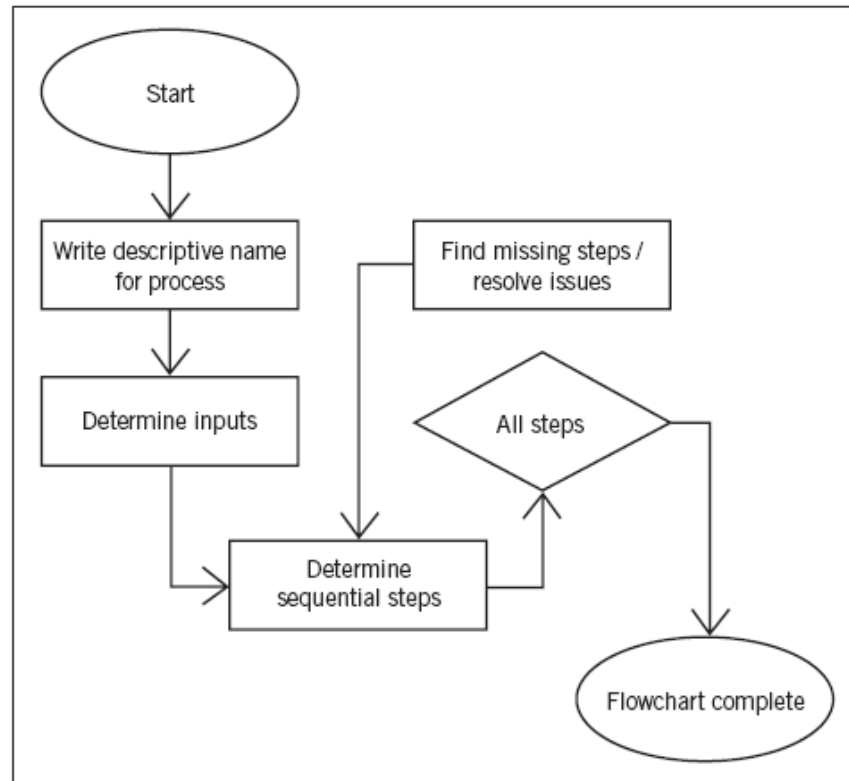 Start
Write descriptive name
for process
Find missing steps /
resolve issues
Determine inputs
All steps
Determine
sequential steps
Flowchart complete